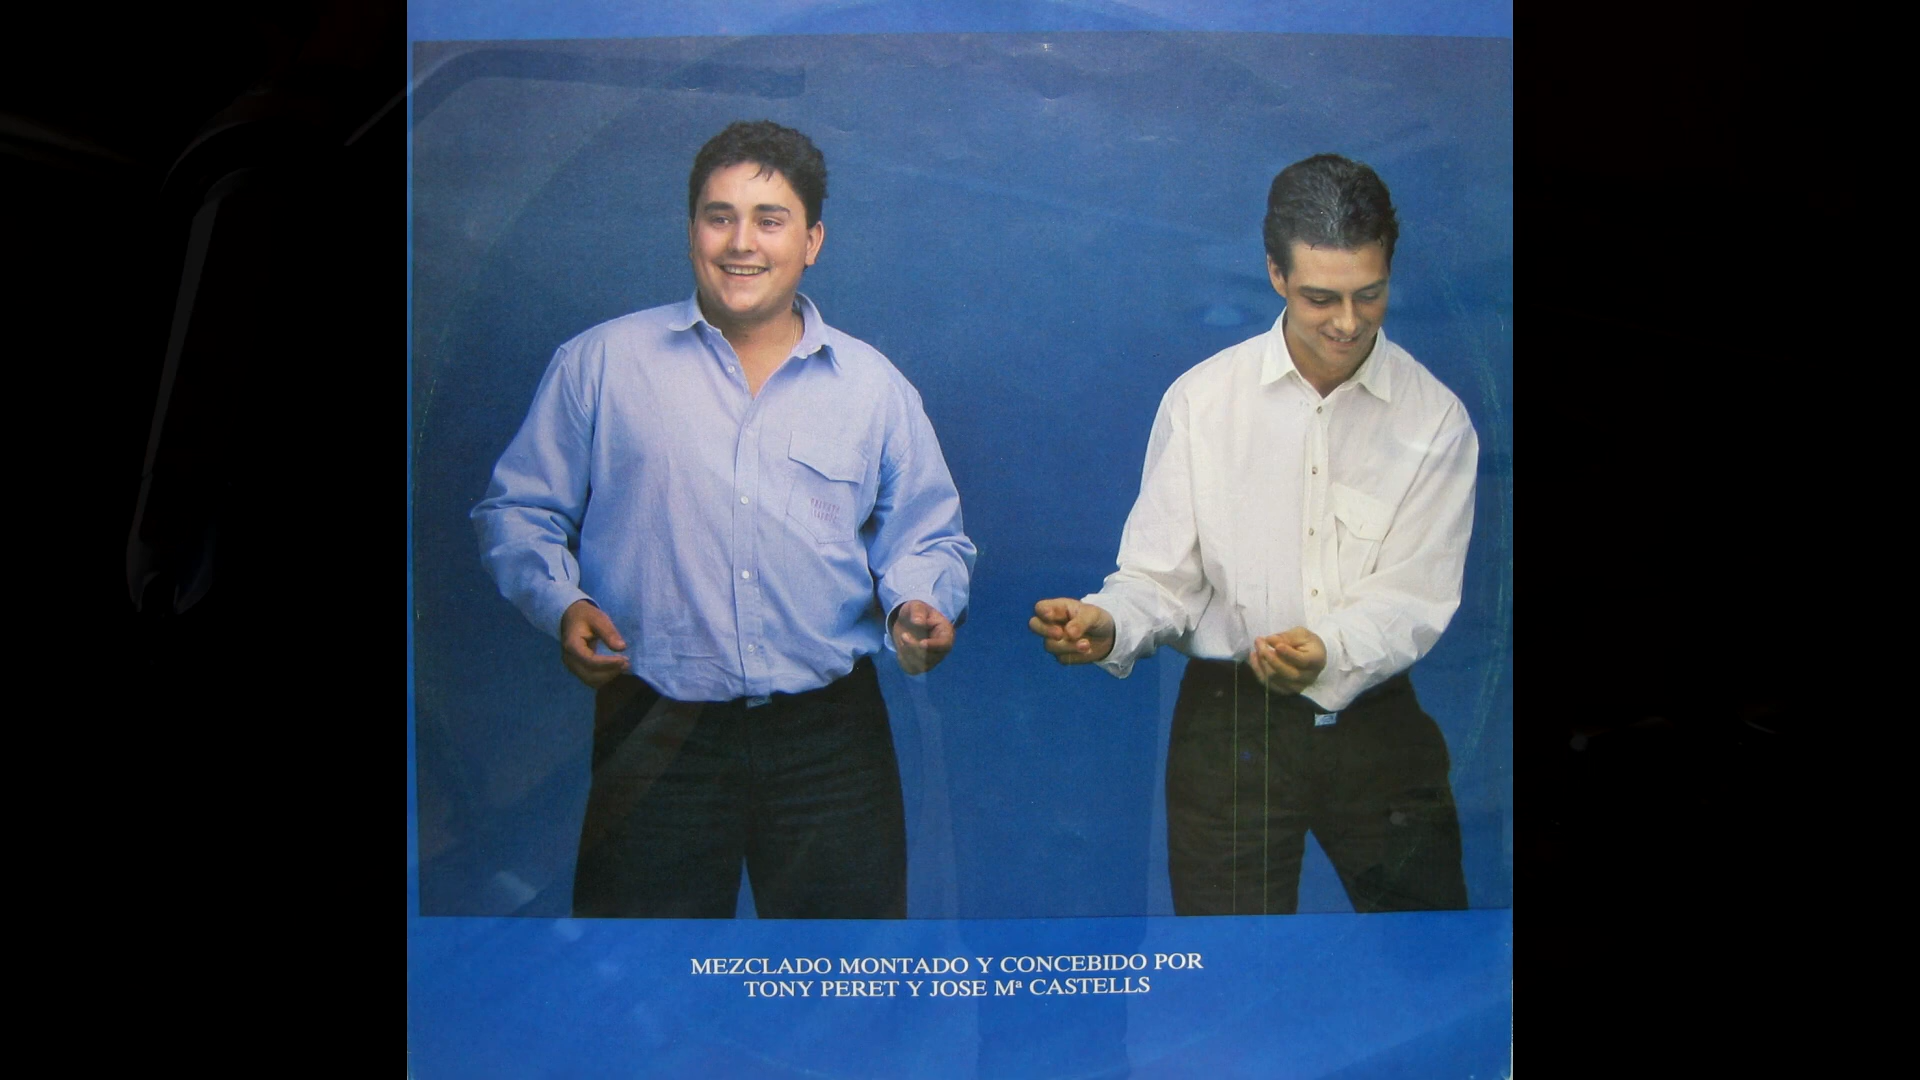 MEZCLADO MONTADO Y CONCEBIDO POR
TONY PERET Y JOSE Mª CASTELLS